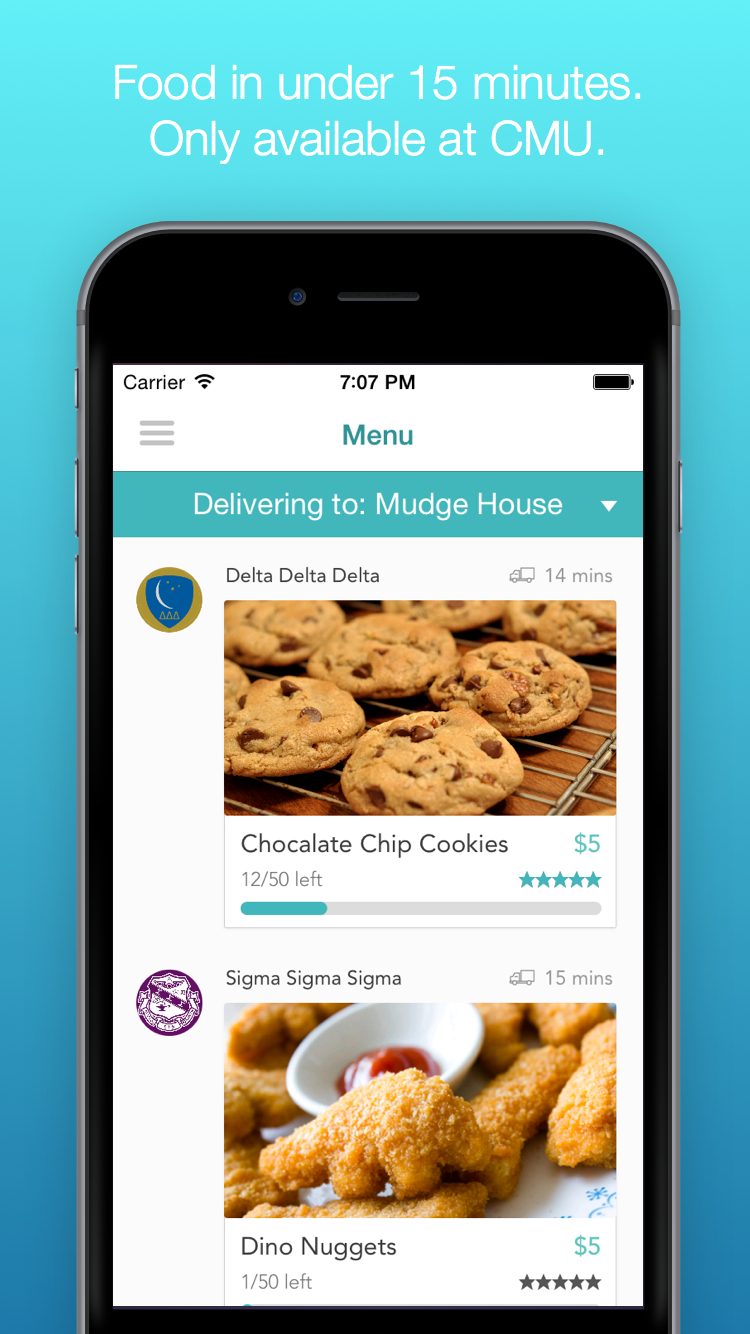 Food in under 15 minutes.
Only available at CMU.
Carrier 7:07 PM
Menu
Delivering to: Mudge House
Delta Delta Delta 14 mins
ΔΔΔ
Chocalate Chip Cookies $5
12/50 left
Sigma Sigma Sigma 15 mins
Dino Nuggets $5
1/50 left